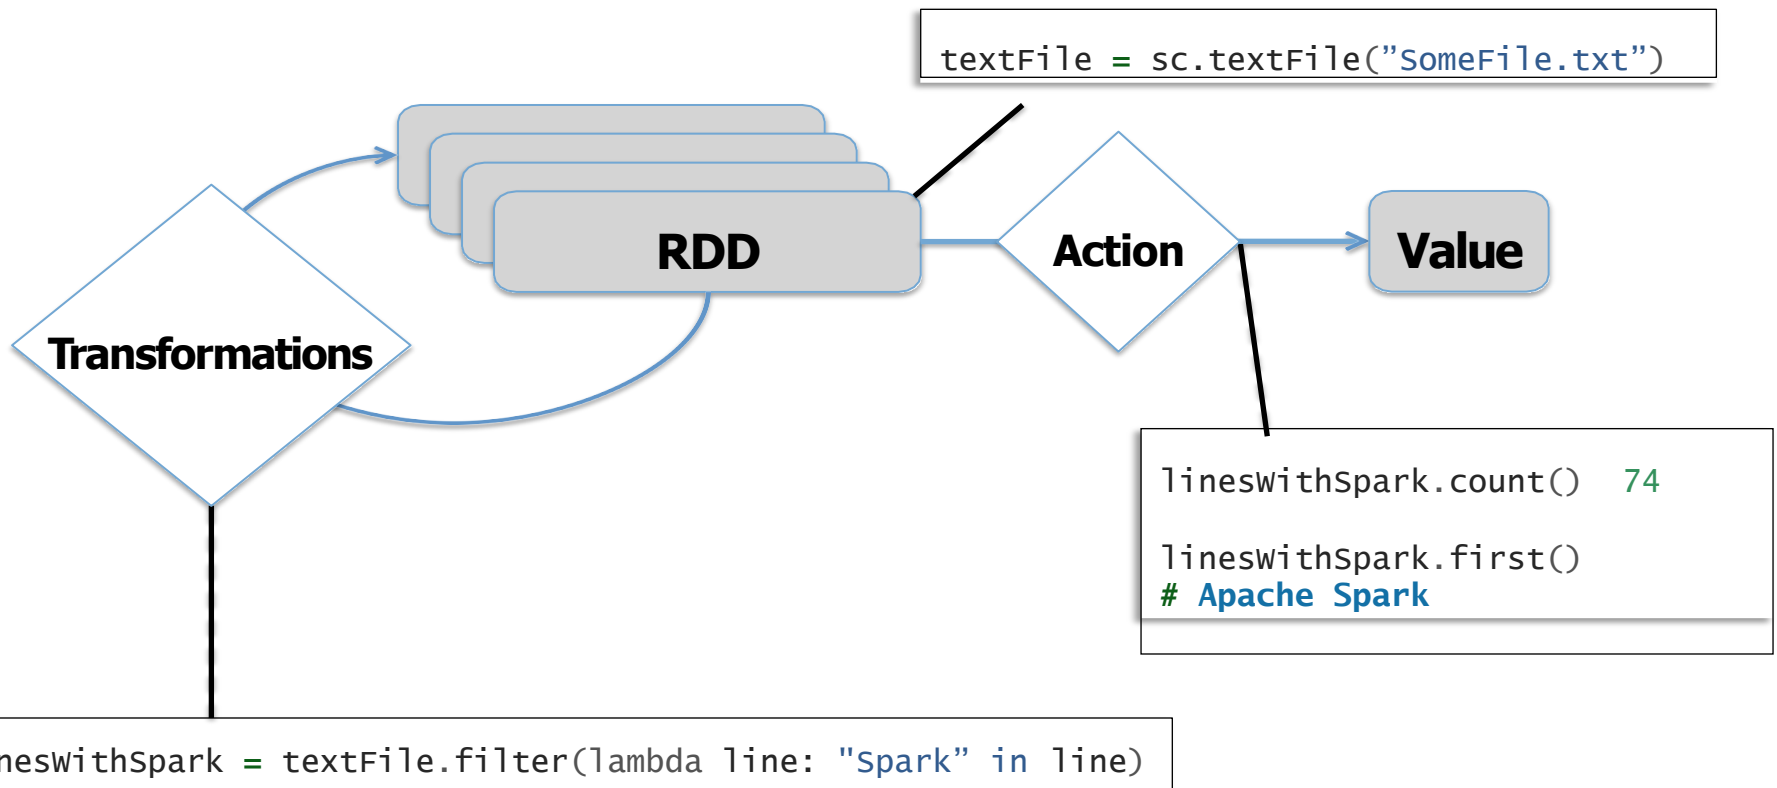 textFile = sc.textFile(”SomeFile.txt”)
RDD
Action
Value
Transformations
linesWithSpark.count() 74
linesWithSpark.first()
# Apache Spark
nesWithSpark = textFile.filter(lambda line: "Spark” in line)